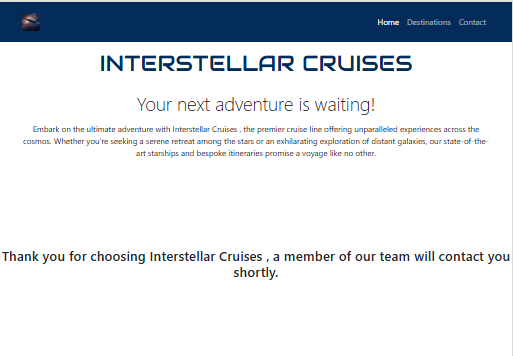 Home Destinations Contact
INTERSTELLAR CRUISES
Your next adventure is waiting!
Embark on the ultimate adventure with Interstellar Cruises , the premier cruise line offering unparalleled experiences across the
cosmos. Whether you're seeking a serene retreat among the stars or an exhilarating exploration of distant galaxies, our state-of-the-
art starships and bespoke itineraries promise a voyage like no other.
Thank you for choosing Interstellar Cruises , a member of our team will contact you
shortly.